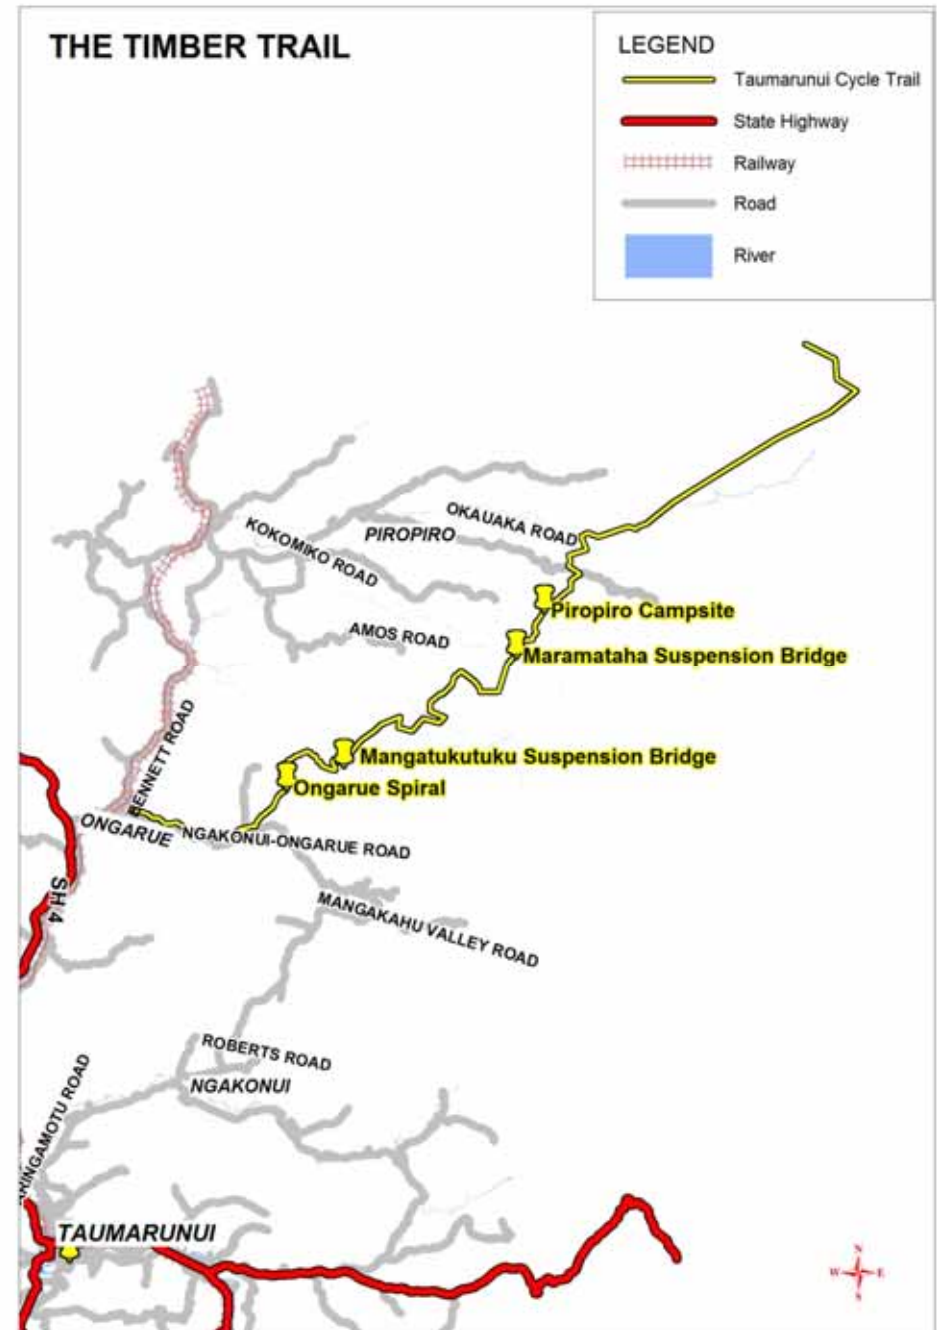 THE TIMBER TRAIL
LEGEND
Taumarunui Cycle Trail
State Highway
Railway
Road
River
OKAUAKA ROAD
PIROPIRO
KOKOMIKO ROAD
Piropiro Campsite
AMOS ROAD
Maramataha Suspension Bridge
BENNETT ROAD
Mangatukutuku Suspension Bridge
Ongarue Spiral
ONGARUE
NGAKONUI-ONGARUE ROAD
SH 4
MANGAKAHU VALLEY ROAD
ROBERTS ROAD
NGAKONUI
ARINGAMOTU ROAD
TAUMARUNUI
N
W
E
S